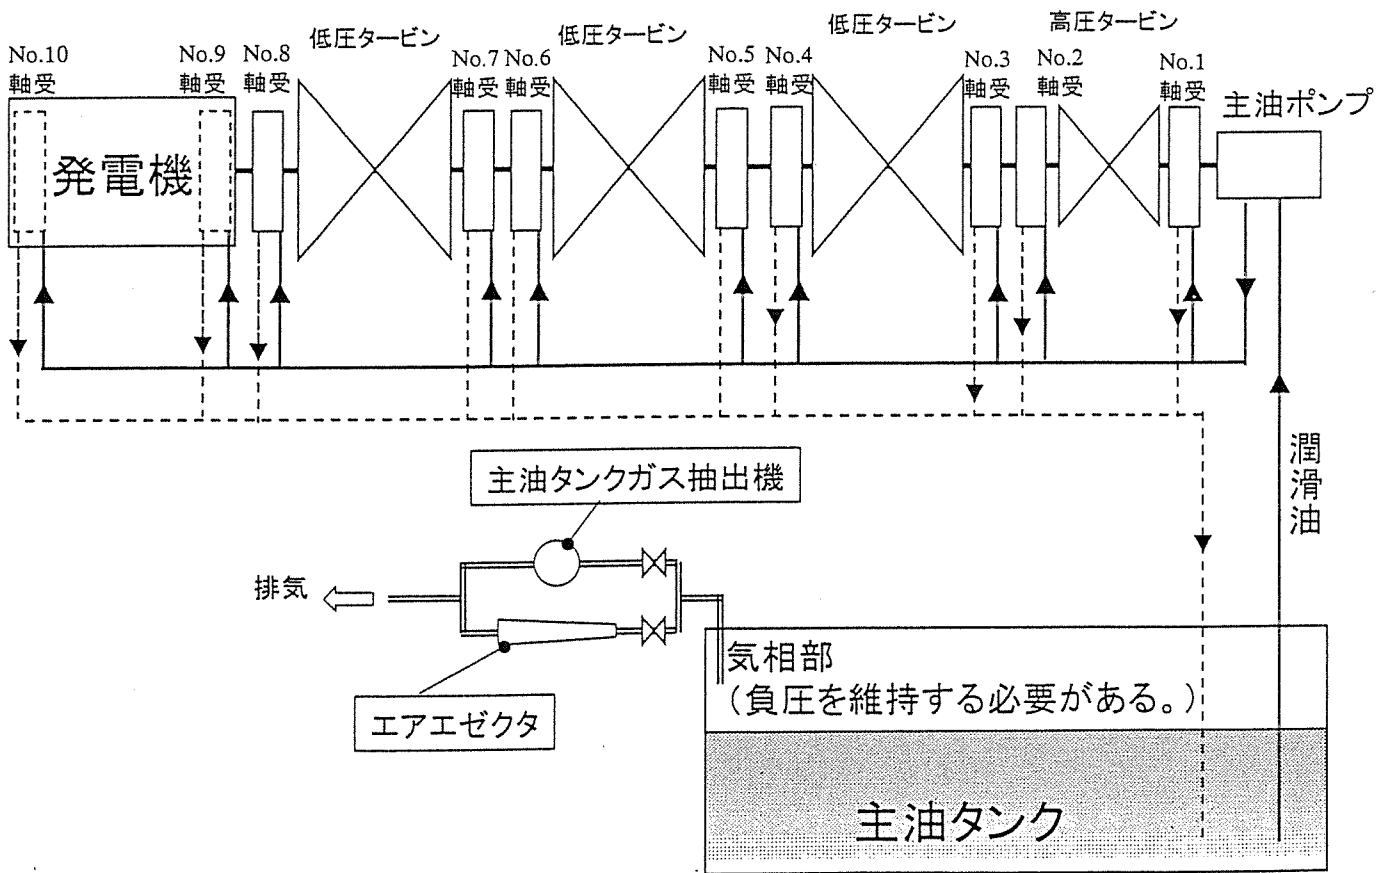 低圧タービン
低圧タービン
低圧タービン
高圧タービン
No.10
軸受
No.9
軸受
No.8
軸受
No.7
軸受
No.6
軸受
No.5
軸受
No.4
軸受
No.3
軸受
No.2
軸受
No.1
軸受
主油ポンプ
発電機
主油タンクガス抽出機
潤滑油
排気
エアエゼクタ
気相部
(負圧を維持する必要がある。)
主油タンク